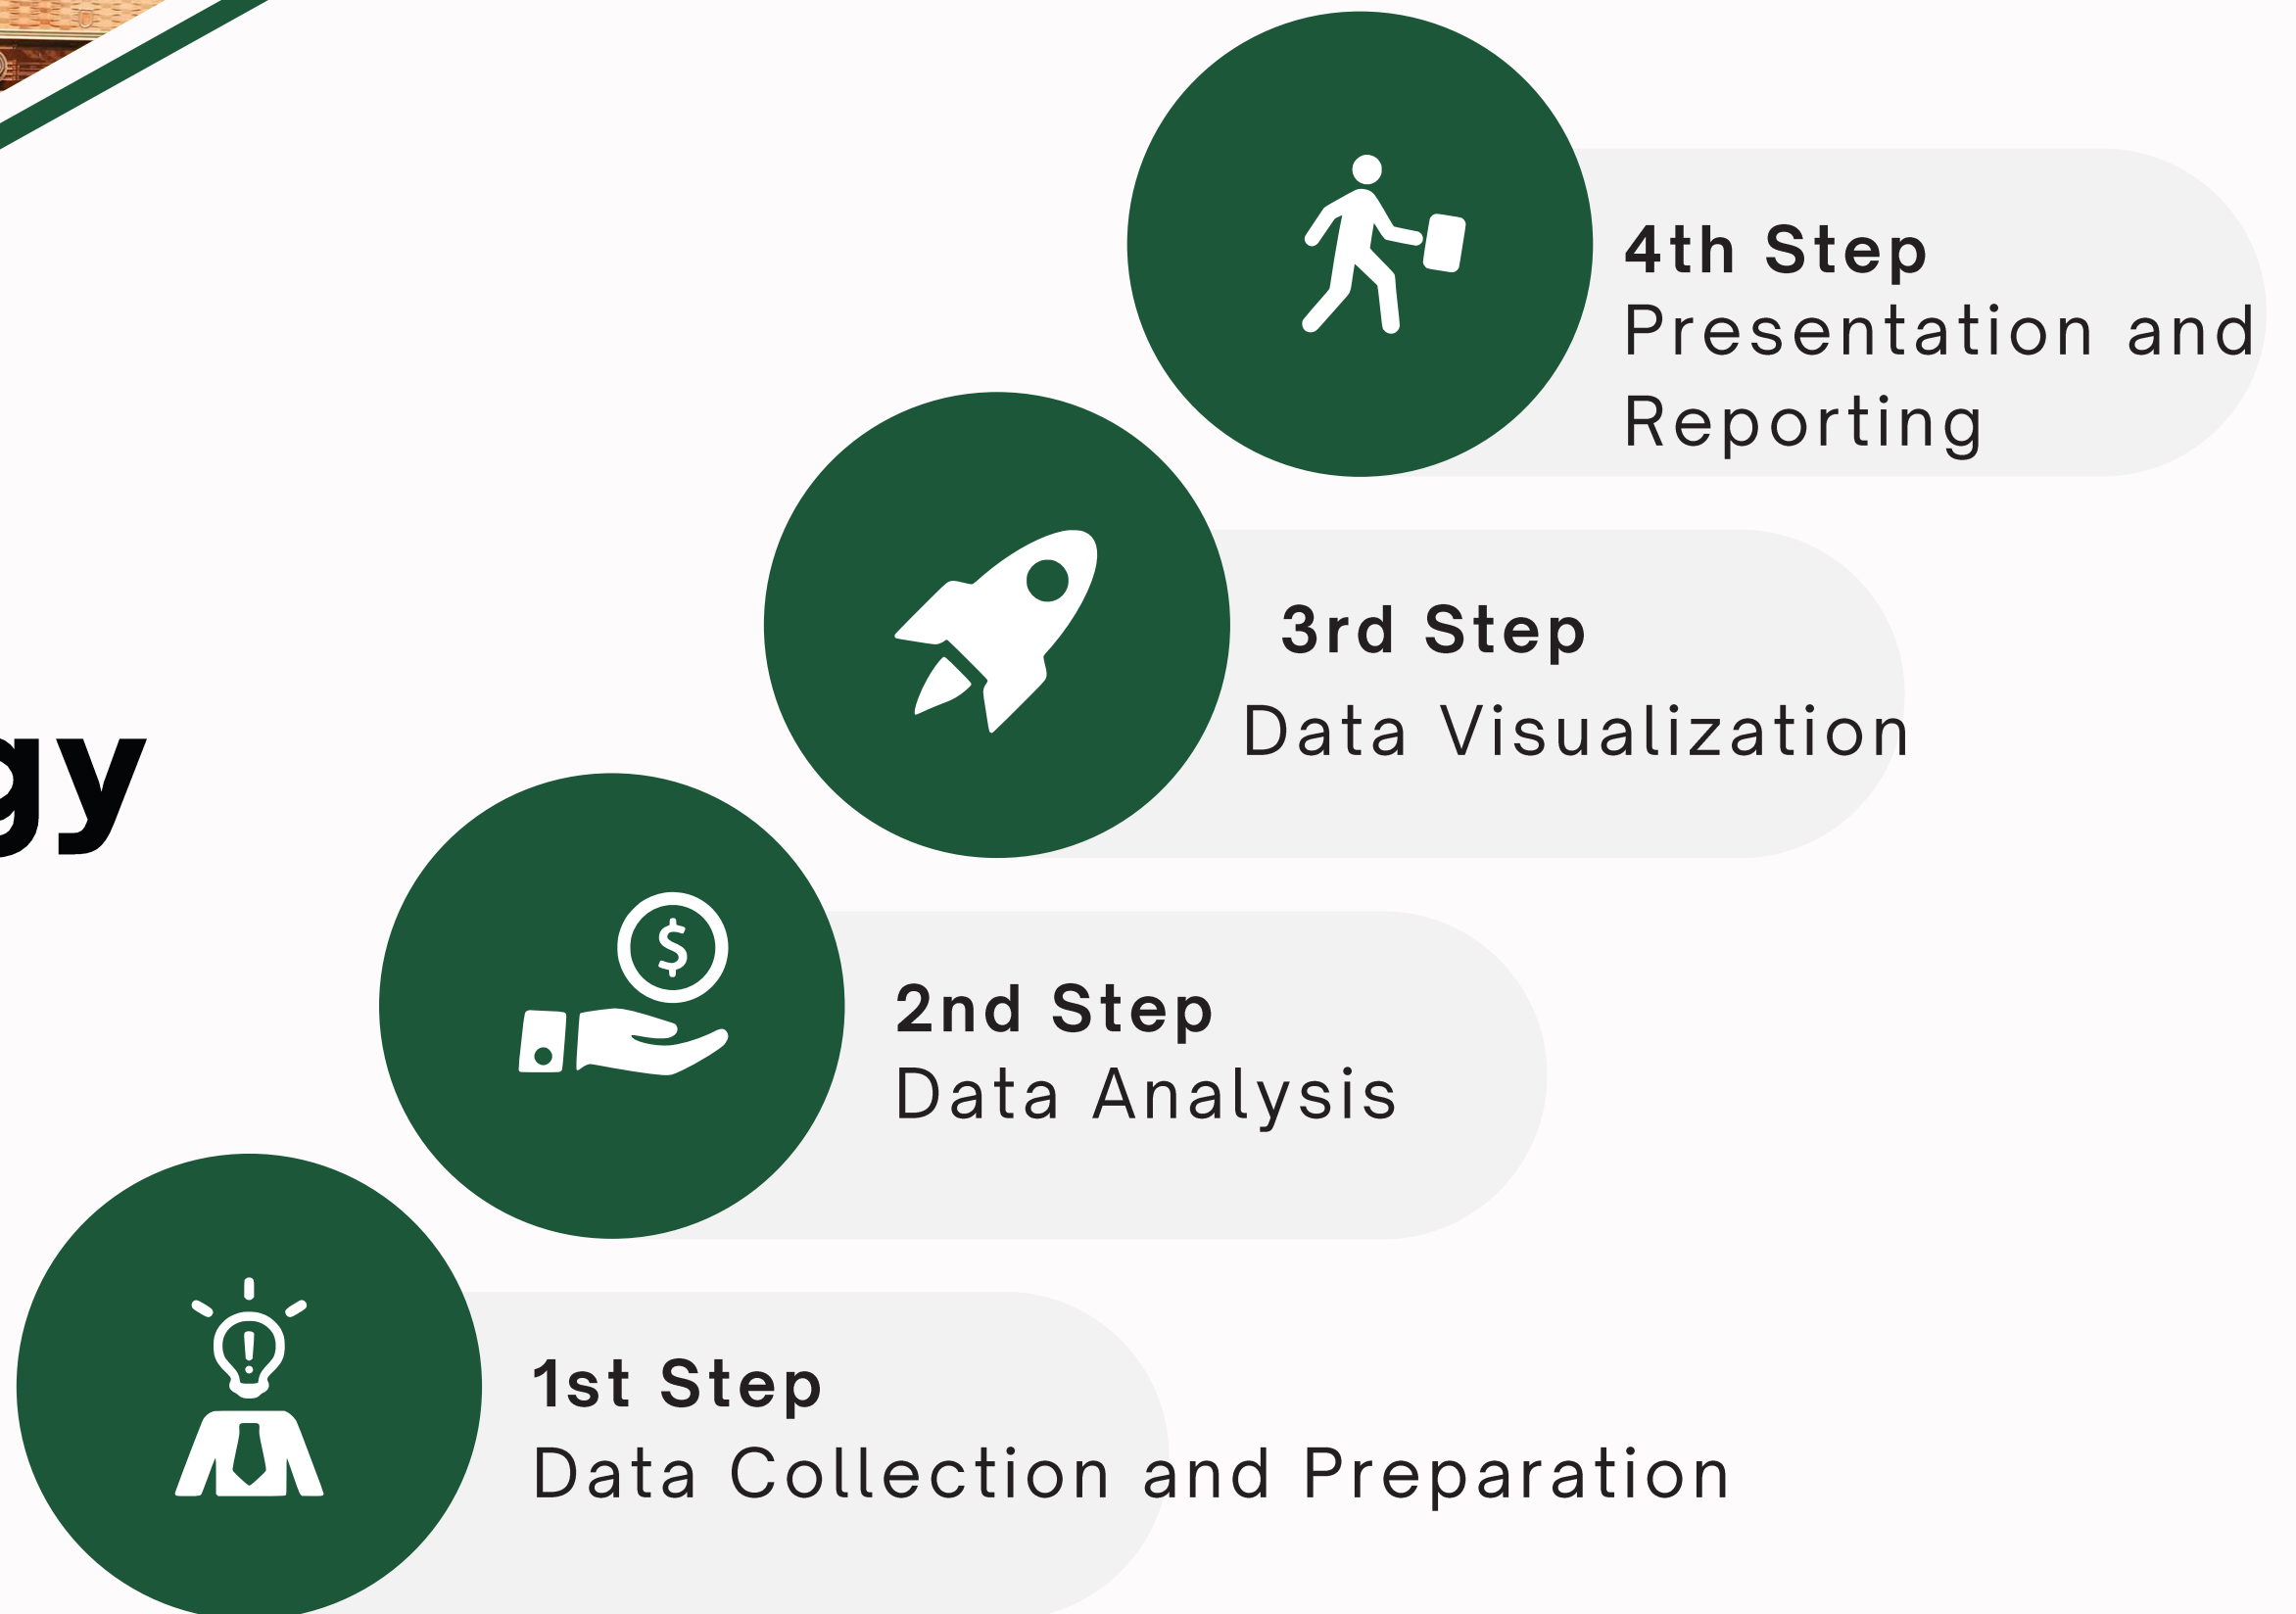 4th Step
Presentation and
Reporting
3rd Step
Data Visualization
gy
$
2nd Step
Data Analysis
1st Step
Data Collection and Preparation